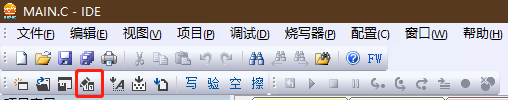 MAIN.C - IDE
文件(F) 编辑(E) 视图(V) 项目(P) 调试(D) 烧写器(P) 配置(C) 窗口(W) 帮助(H)
FW
写 验 空 擦